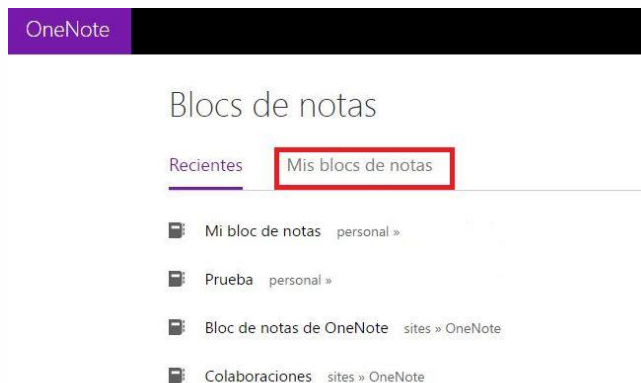 OneNote
Blocs de notas
Recientes Mis blocs de notas
Mi bloc de notas personal »
Prueba personal »
Bloc de notas de OneNote sites » OneNote
Colaboraciones sites » OneNote